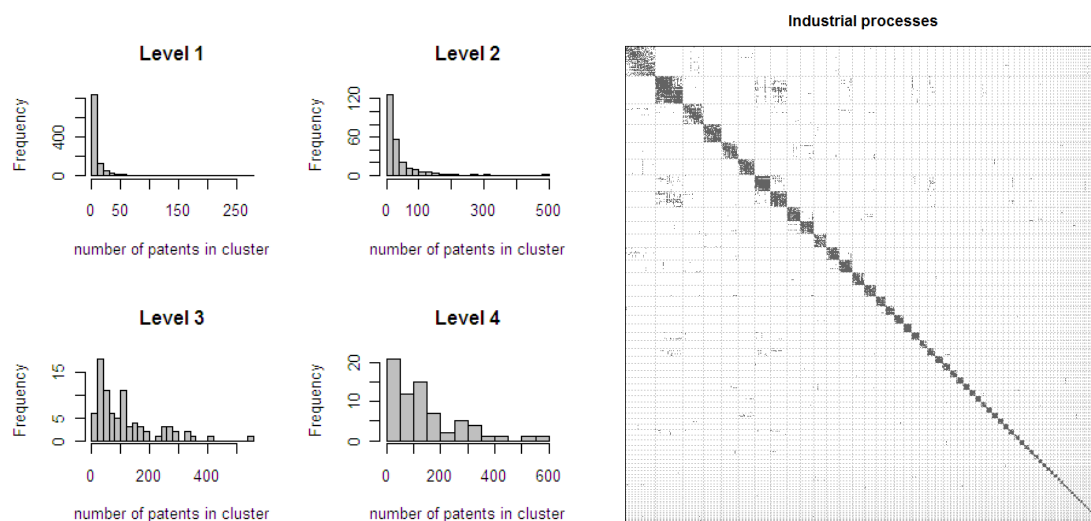 Level 1
Frequency
0
400
0
50
150
250
number of patents in cluster
Level 2
Frequency
0
60
120
0
100
300
500
number of patents in cluster
Level 3
Frequency
0
5
15
0
200
400
number of patents in cluster
Level 4
Frequency
0
10
20
0
200
400
600
number of patents in cluster
Industrial processes